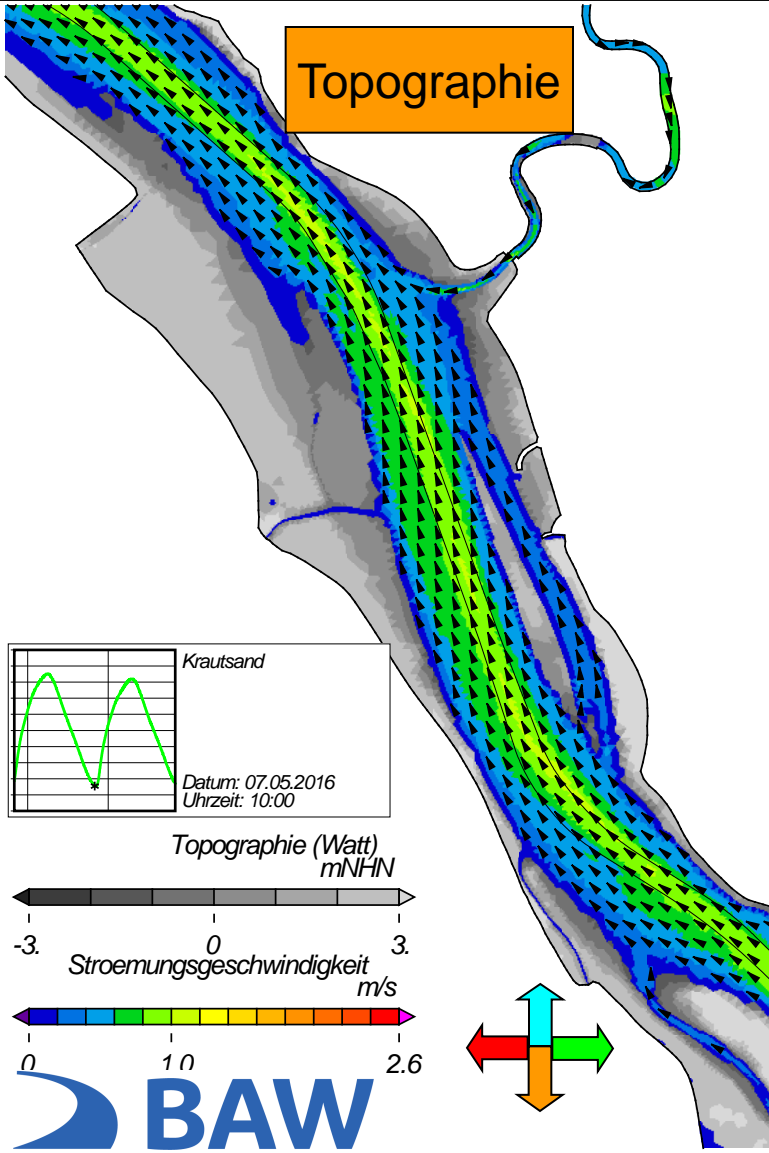 Topographie
Krautsand
Datum: 07.05.2016
Uhrzeit: 10:00
Topographie (Watt)
mNHN
-3. 0 3.
Stroemungsgeschwindigkeit
m/s
0 1.0 2.6
BAW